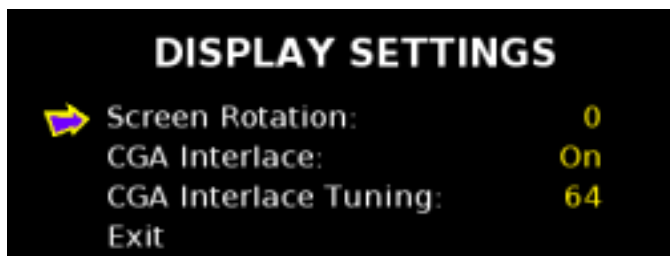 DISPLAY SETTINGS
Screen Rotation: 0
CGA Interlace: On
CGA Interlace Tuning: 64
Exit